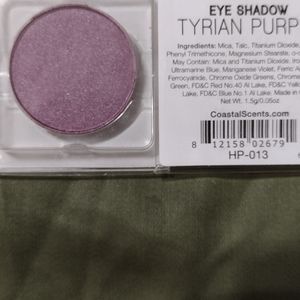 EYE SHADOW
TYRIAN PURP
Ingredients: Mica, Talc, Titanium Dioxide
Phenyl Trimethicone, Magnesium Stearate,
May Contain: Mica and Titanium Dioxide, Iro
Ultramarine Blue, Manganese Violet, Ferric A
Ferrocyanide, Chrome Oxide Greens, Chrom
Green, FD&C Red No.40 Al Lake, FD&C Yell
Lake, FD&C Blue No.1 Al Lake. Made in
Net Wt. 1.5g/0.05oz
CoastalScents.com
8 12158 02679
HP-013